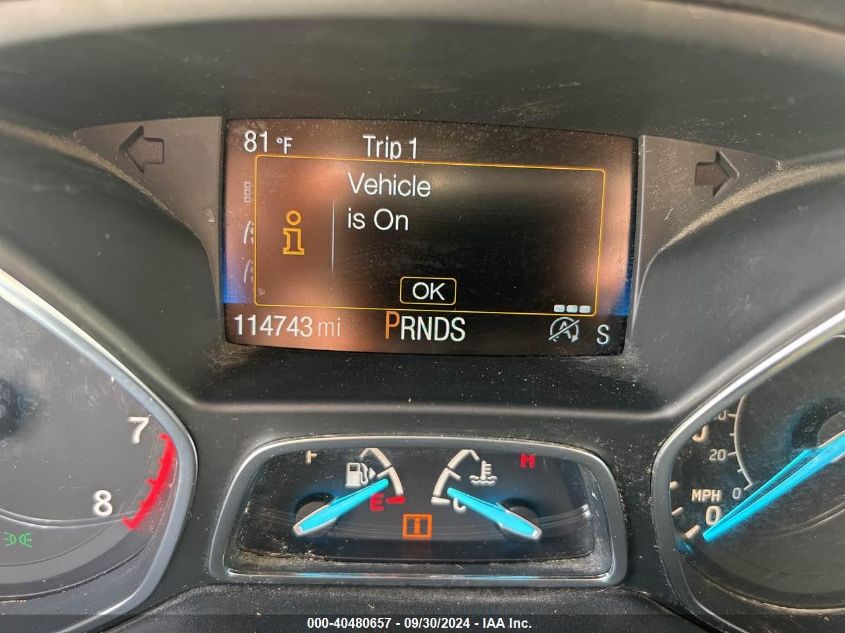 81 °F Trip 1
Vehicle
is On
OK
114743 mi PRNDS S
7
8
F
E
H
C
20
0
MPH 0
000-40480657 - 09/30/2024 - IAA Inc.